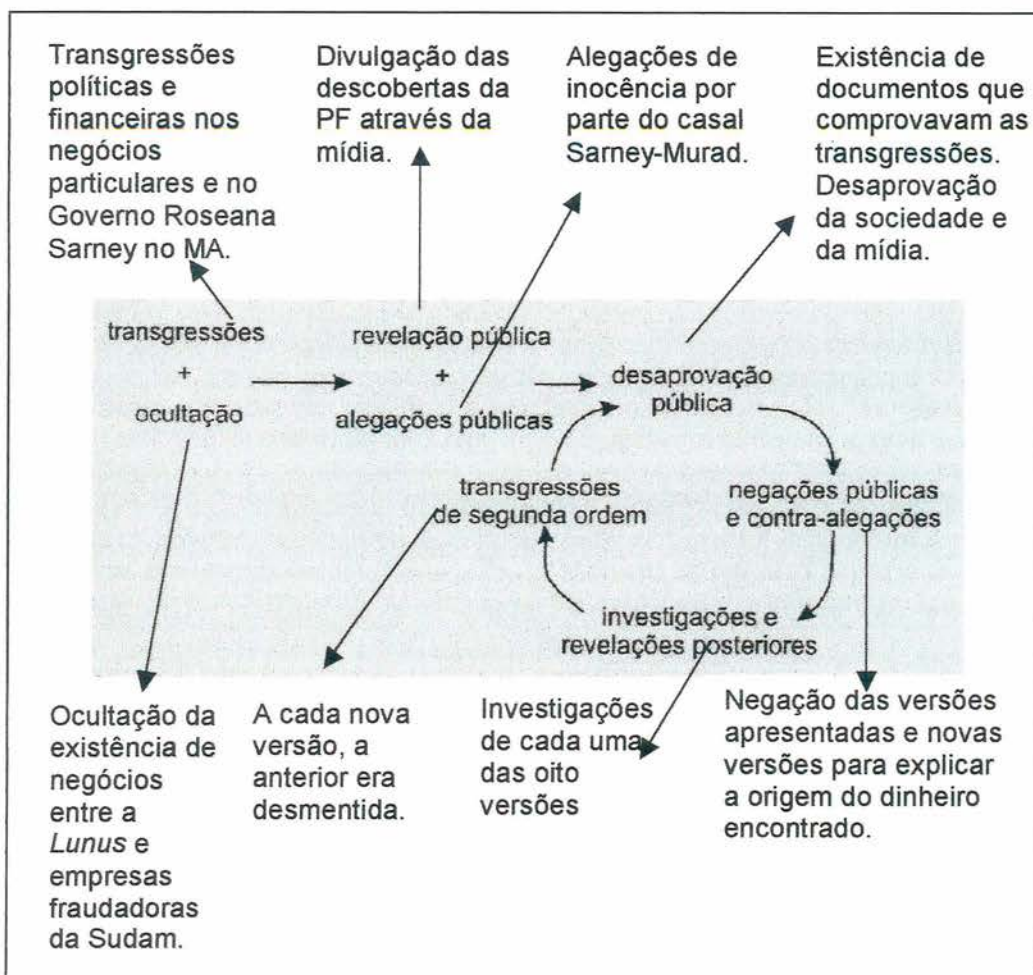 Transgressões
políticas e
financeiras nos
negócios
particulares e no
Governo Roseana
Sarney no MA.
Divulgação das
descobertas da
PF através da
mídia.
Alegações de
inocência por
parte do casal
Sarney-Murad.
Existência de
documentos que
comprovavam as
transgressões.
Desaprovação
da sociedade e
da mídia.
transgressões
+
ocultação
revelação pública
+
alegações públicas
desaprovação
pública
transgressões
de segunda ordem
negações públicas
e contra-alegações
investigações e
revelações posteriores
Ocultação da
existência de
negócios
entre a
Lunus e
empresas
fraudadoras
da Sudam.
A cada nova
versão, a
anterior era
desmentida.
Investigações
de cada uma
das oito
versões
Negação das versões
apresentadas e novas
versões para explicar
a origem do dinheiro
encontrado.